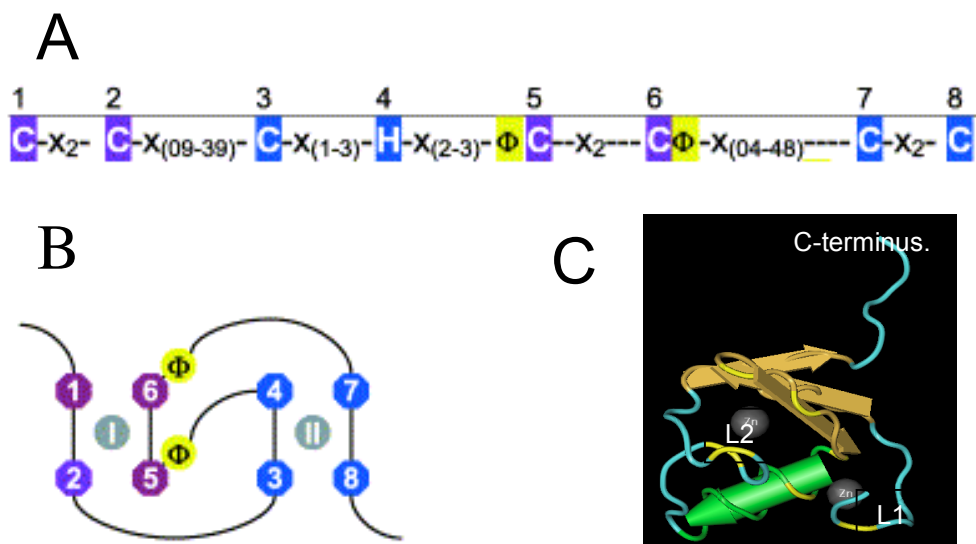 A
1 2 3 4 5 6 7 8
C-x2- C-x(09-39)- C-x(1-3)- H-x(2-3)-ΦC--x2---CΦ-x(04-48)----C-x2-C
B
C
C-terminus.
Φ
1 6 4 7
I II
Φ
2 5 3 8
Zn
L2
Zn
L1